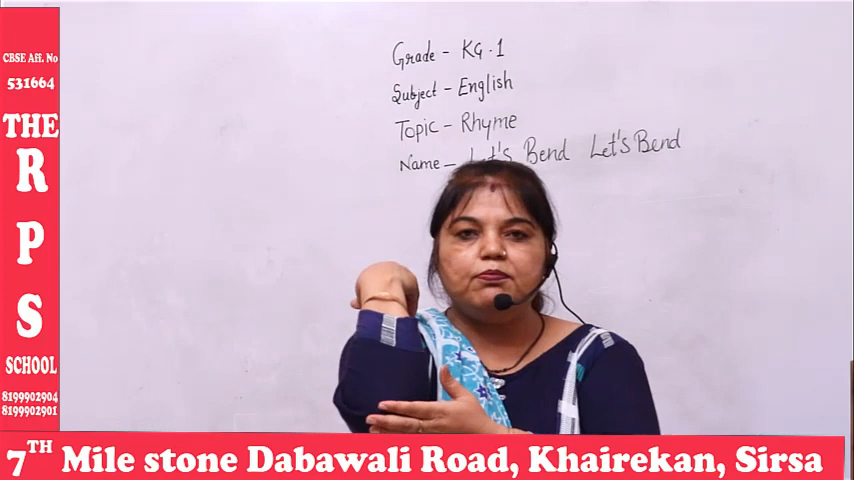 CBSE Aff. No
531664
THE
R
P
S
SCHOOL
8199902904
8199902901
Grade - KG-1
Subject - English
Topic - Rhyme
Name - Let's Bend Let's Bend
7TH Mile stone Dabawali Road, Khairekan, Sirsa